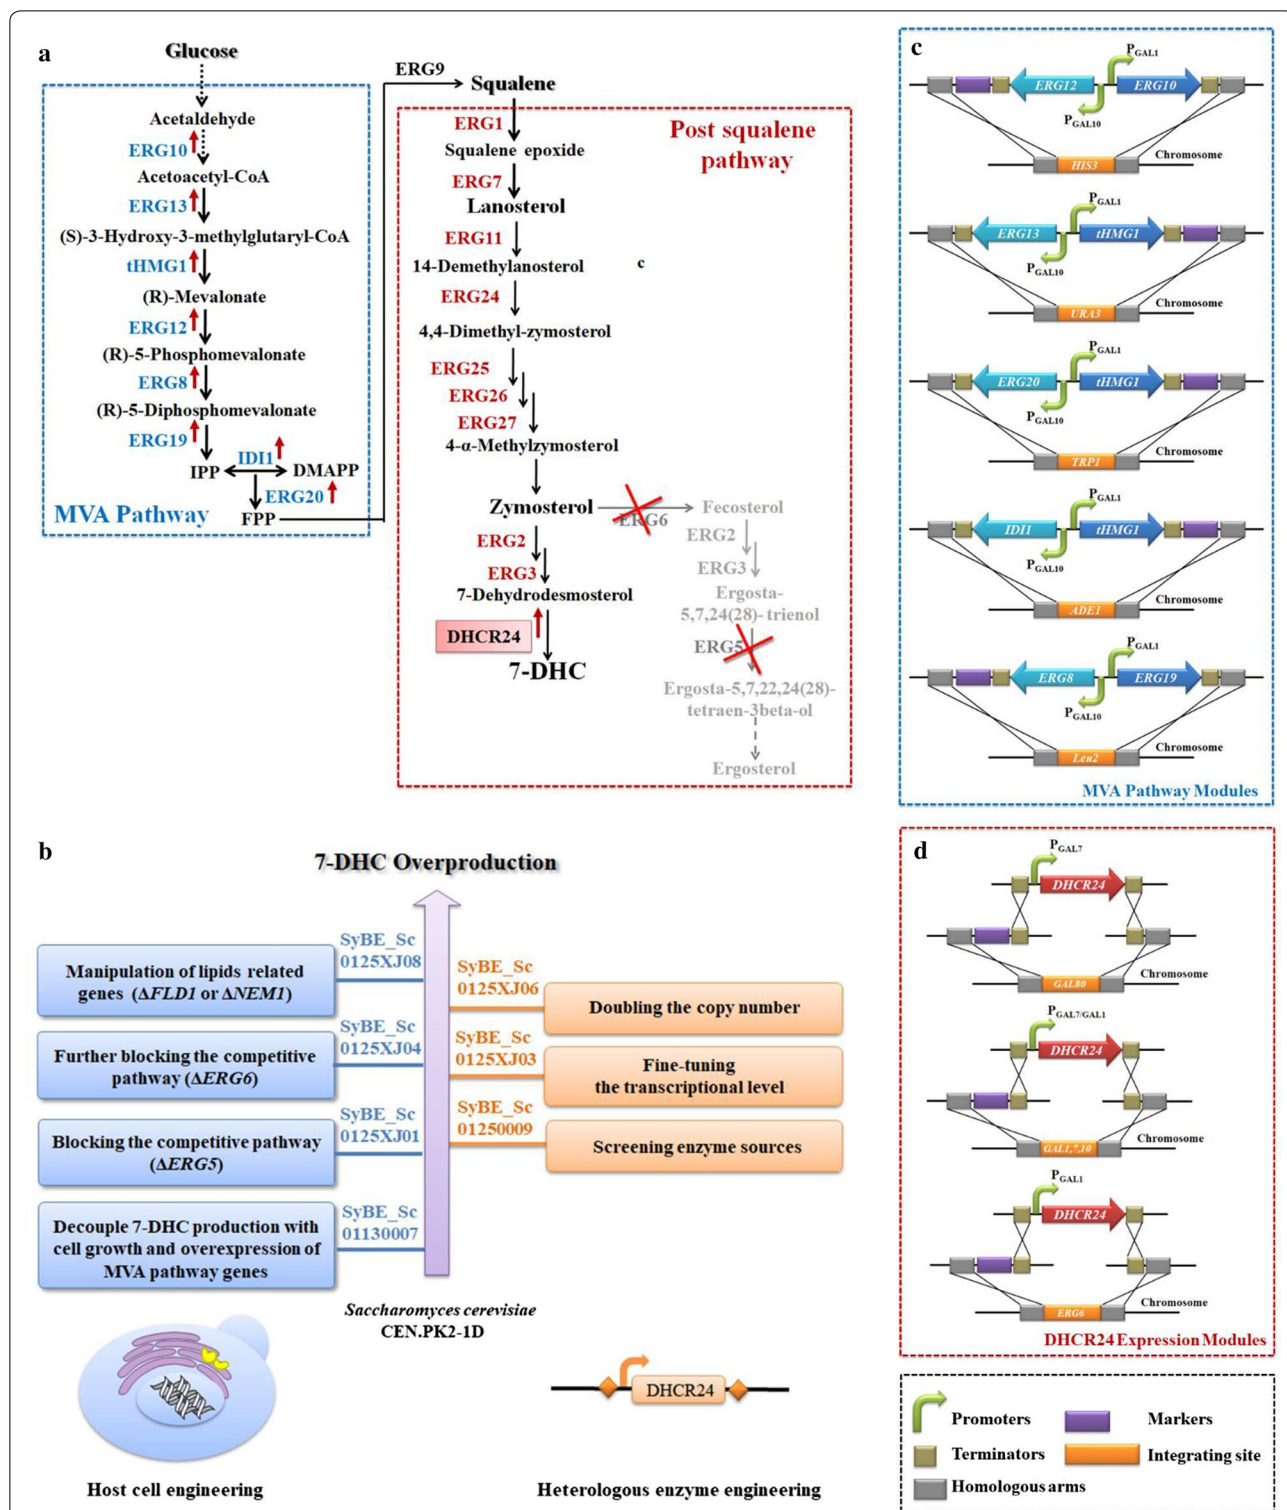 a
Glucose
Acetaldehyde
ERG10
Acetoacetyl-CoA
ERG13
(S)-3-Hydroxy-3-methylglutaryl-CoA
tHMG1
(R)-Mevalonate
ERG12
(R)-5-Phosphomevalonate
ERG8
(R)-5-Diphosphomevalonate
ERG19
IPP
IDI1
DMAPP
ERG20
FPP
MVA Pathway
ERG9
Squalene
Post squalene
pathway
ERG1
Squalene epoxide
ERG7
Lanosterol
ERG11
14-Demethylanosterol
c
ERG24
4,4-Dimethyl-zymosterol
ERG25
ERG26
ERG27
4-α-Methylzymosterol
Zymosterol
ERG6
Fecosterol
ERG2
ERG3
7-Dehydrodesmosterol
DHCR24
7-DHC
ERG2
ERG3
Ergosta-
5,7,24(28)- trienol
ERG5
Ergosta-5,7,22,24(28)-
tetraen-3beta-ol
Ergosterol
b
7-DHC Overproduction
Manipulation of lipids related
genes (ΔFLD1 or ΔNEM1)
SyBE_Sc
0125XJ08
Further blocking the competitive
pathway (ΔERG6)
SyBE_Sc
0125XJ04
Blocking the competitive pathway
(ΔERG5)
SyBE_Sc
0125XJ01
Decouple 7-DHC production with
cell growth and overexpression of
MVA pathway genes
SyBE_Sc
01130007
SyBE_Sc
0125XJ06
Doubling the copy number
SyBE_Sc
0125XJ03
Fine-tuning
the transcriptional level
SyBE_Sc
01250009
Screening enzyme sources
Saccharomyces cerevisiae
CEN.PK2-1D
DHCR24
Host cell engineering
Heterologous enzyme engineering
c
PGAL1
ERG12
ERG10
PGAL10
HIS3
Chromosome
PGAL1
ERG13
tHMG1
PGAL10
URA3
Chromosome
PGAL1
ERG20
tHMG1
PGAL10
TRP1
Chromosome
PGAL1
IDI1
tHMG1
PGAL10
ADE1
Chromosome
PGAL1
ERG8
ERG19
PGAL10
Leu2
Chromosome
MVA Pathway Modules
d
PGAL7
DHCR24
GAL80
Chromosome
PGAL7/GAL1
DHCR24
GAL1,7,10
Chromosome
PGAL1
DHCR24
ERG6
Chromosome
DHCR24 Expression Modules
Promoters
Markers
Terminators
Integrating site
Homologous arms